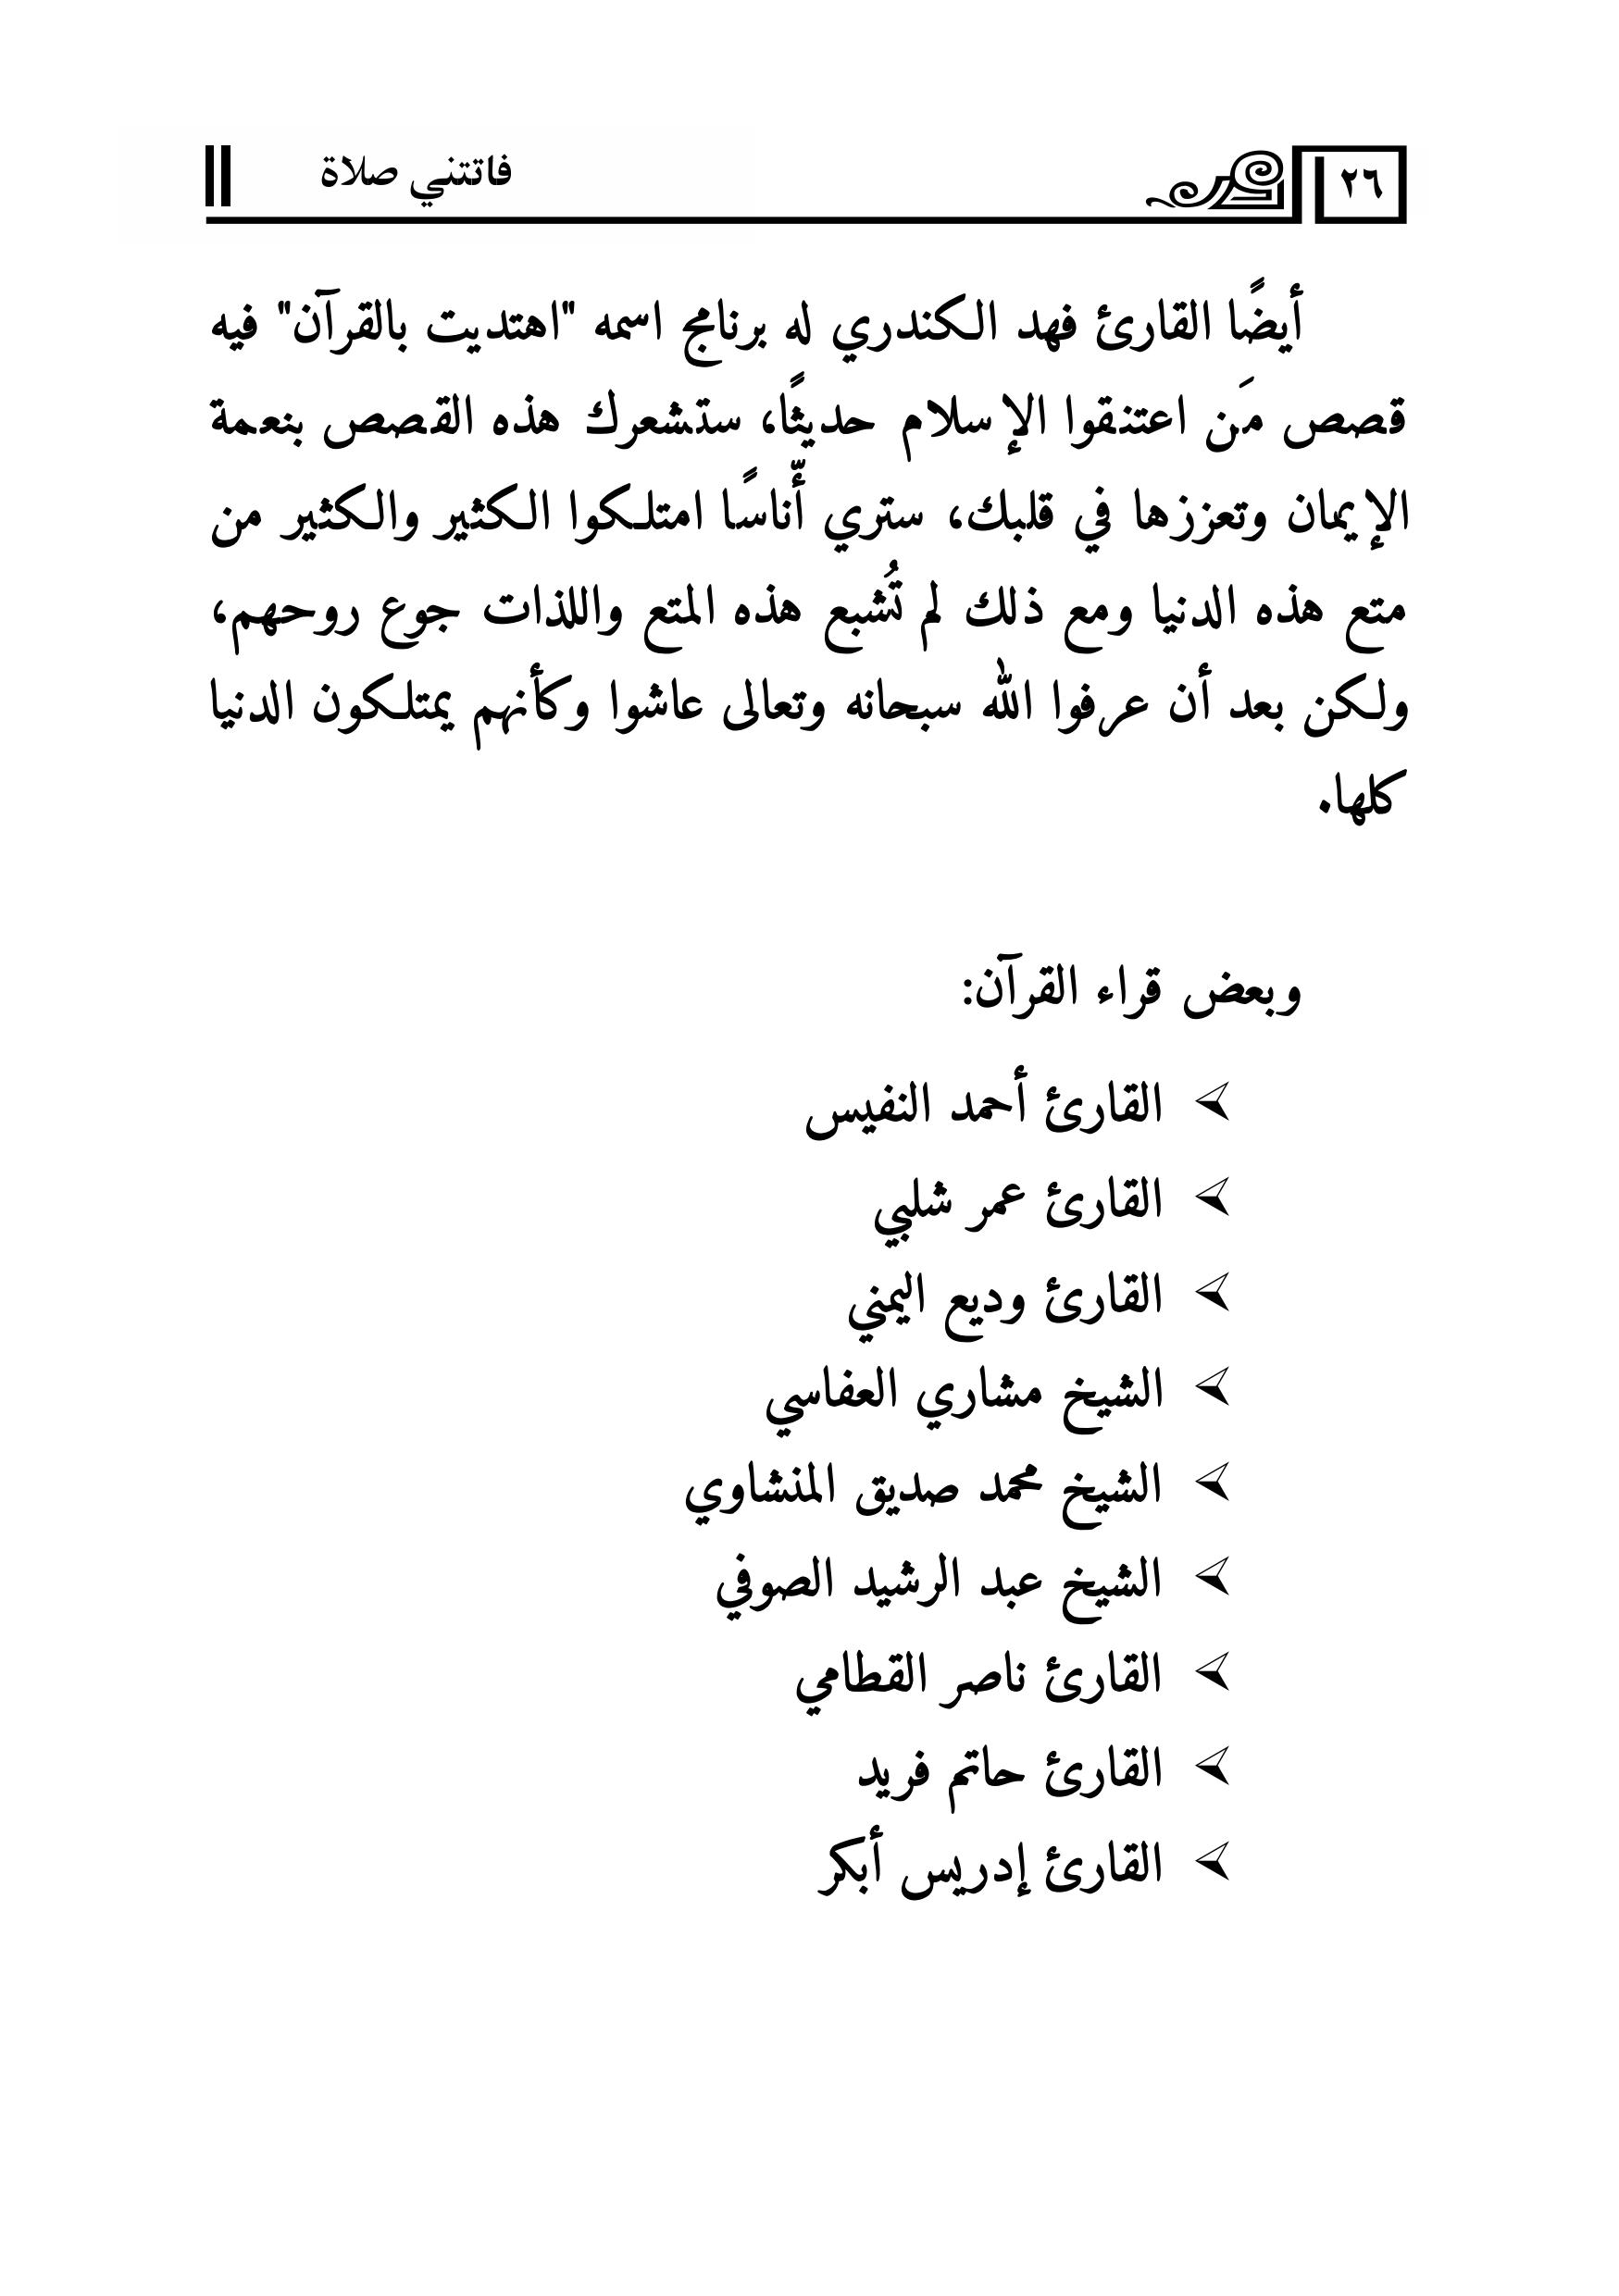 ٢٦
فاتتني صلاة
أيضًا القارئ فهد الكندري له برنامج اسمه "اهتديت بالقرآن" فيه
قصص مَن اعتنقوا الإسلام حديثًا، ستشعرك هذه القصص بنعمة
الإيمان وتعززها في قلبك، ستري أّناسًا امتلكوا الكثير والكثير من
متع هذه الدنيا ومع ذلك لم تُشبع هذه المتع واللذات جوع روحهم،
ولكن بعد أن عرفوا الله سبحانه وتعالى عاشوا وكأنهم يمتلكون الدنيا
كلها.
وبعض قراء القرآن:
القارئ أحمد النفيس
القارئ عمر شلبي
القارئ وديع اليمني
الشيخ مشاري العفاسي
الشيخ محمد صديق المنشاوي
الشيخ عبد الرشيد الصوفي
القارئ ناصر القطامي
القارئ حاتم فريد
القارئ إدريس أبكر